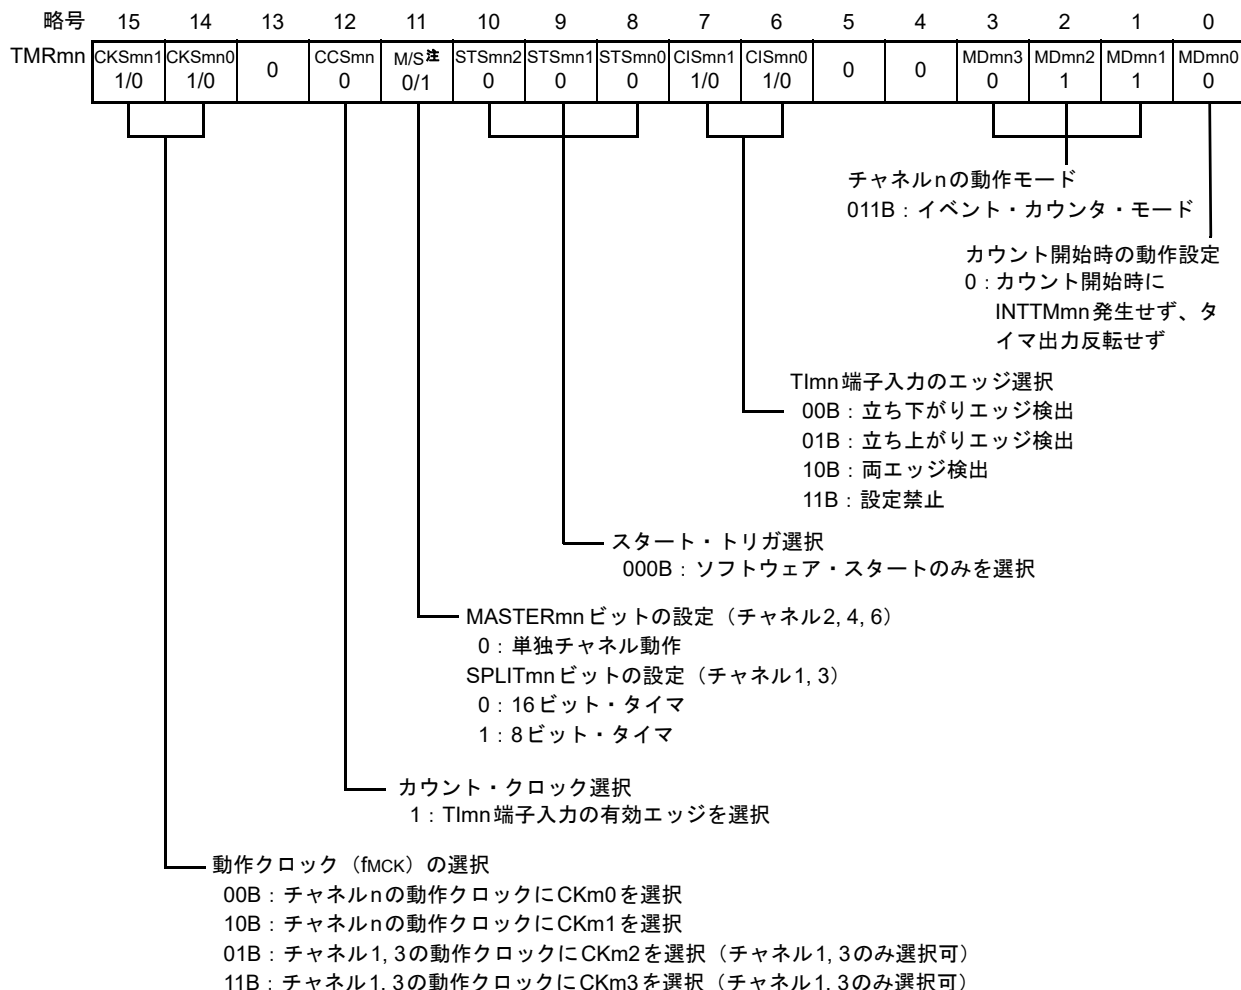 略号 15 14 13 12 11 10 9 8 7 6 5 4 3 2 1 0
TMRmn CKSmn1 CKSmn0 CCSmn M/S注 STSmn2 STSmn1 STSmn0 CISmn1 CISmn0 MDmn3 MDmn2 MDmn1 MDmn0
1/0 1/0 0 0 0/1 0 0 0 1/0 1/0 0 0 0 1 1 0
チャネルnの動作モード
011B：イベント・カウンタ・モード
カウント開始時の動作設定
0：カウント開始時に
INTTMmn発生せず、タ
イマ出力反転せず
TImn端子入力のエッジ選択
00B：立ち下がりエッジ検出
01B：立ち上がりエッジ検出
10B：両エッジ検出
11B：設定禁止
スタート・トリガ選択
000B：ソフトウェア・スタートのみを選択
MASTERmnビットの設定（チャネル2, 4, 6）
0：単独チャネル動作
SPLITmnビットの設定（チャネル1, 3）
0：16ビット・タイマ
1：8ビット・タイマ
カウント・クロック選択
1：TImn端子入力の有効エッジを選択
動作クロック（fMCK）の選択
00B：チャネルnの動作クロックにCKm0を選択
10B：チャネルnの動作クロックにCKm1を選択
01B：チャネル1, 3の動作クロックにCKm2を選択（チャネル1, 3のみ選択可）
11B：チャネル1, 3の動作クロックにCKm3を選択（チャネル1, 3のみ選択可）